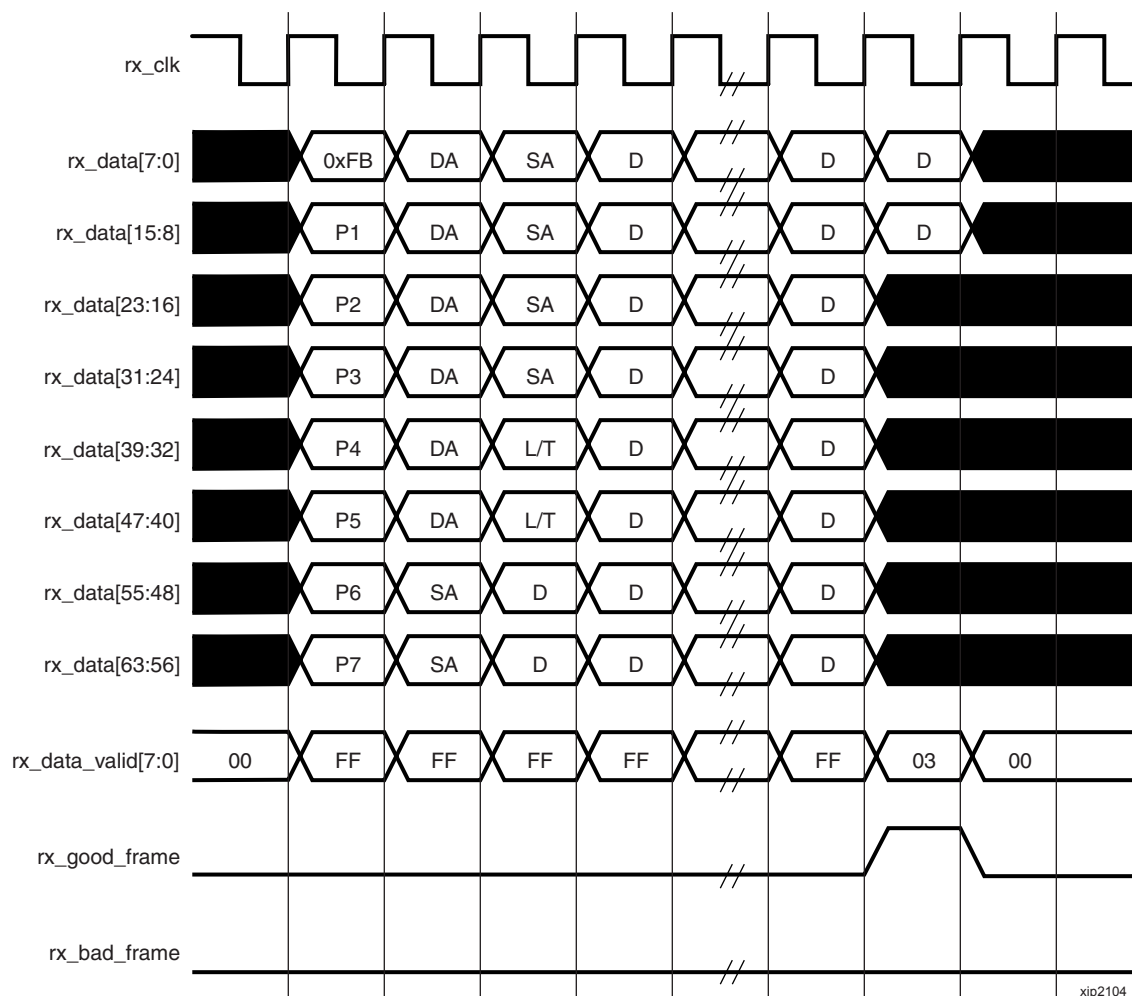 rx_clk
rx_data[7:0] 0xFB DA SA D D D
rx_data[15:8] P1 DA SA D D D
rx_data[23:16] P2 DA SA D D
rx_data[31:24] P3 DA SA D D
rx_data[39:32] P4 DA L/T D D
rx_data[47:40] P5 DA L/T D D
rx_data[55:48] P6 SA D D D
rx_data[63:56] P7 SA D D D
rx_data_valid[7:0] 00 FF FF FF FF FF 03 00
rx_good_frame
rx_bad_frame
xip2104